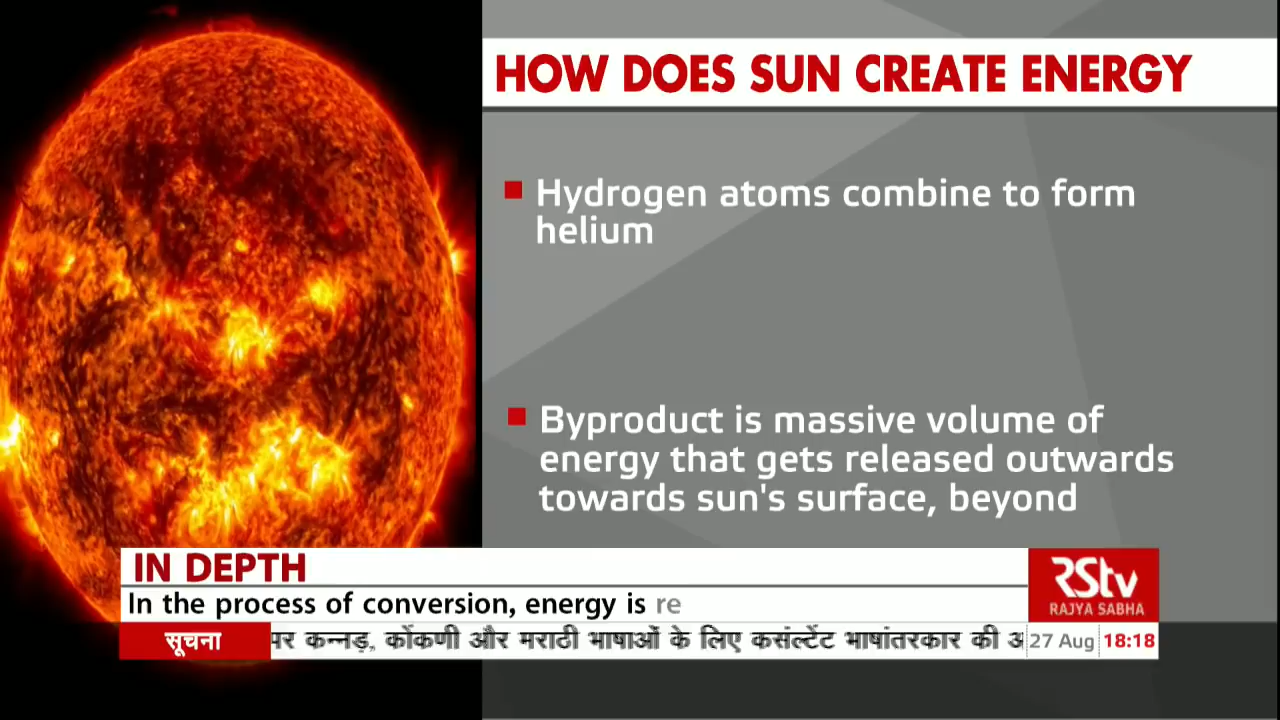 HOW DOES SUN CREATE ENERGY
Hydrogen atoms combine to form
helium
Byproduct is massive volume of
energy that gets released outwards
towards sun's surface, beyond
IN DEPTH
In the process of conversion, energy is re
RStv
RAJYA SABHA
सूचना
पर कन्नड़, कोंकणी और मराठी भाषाओं के लिए कसंल्टेंट भाषांतरकार की
27 Aug
18:18